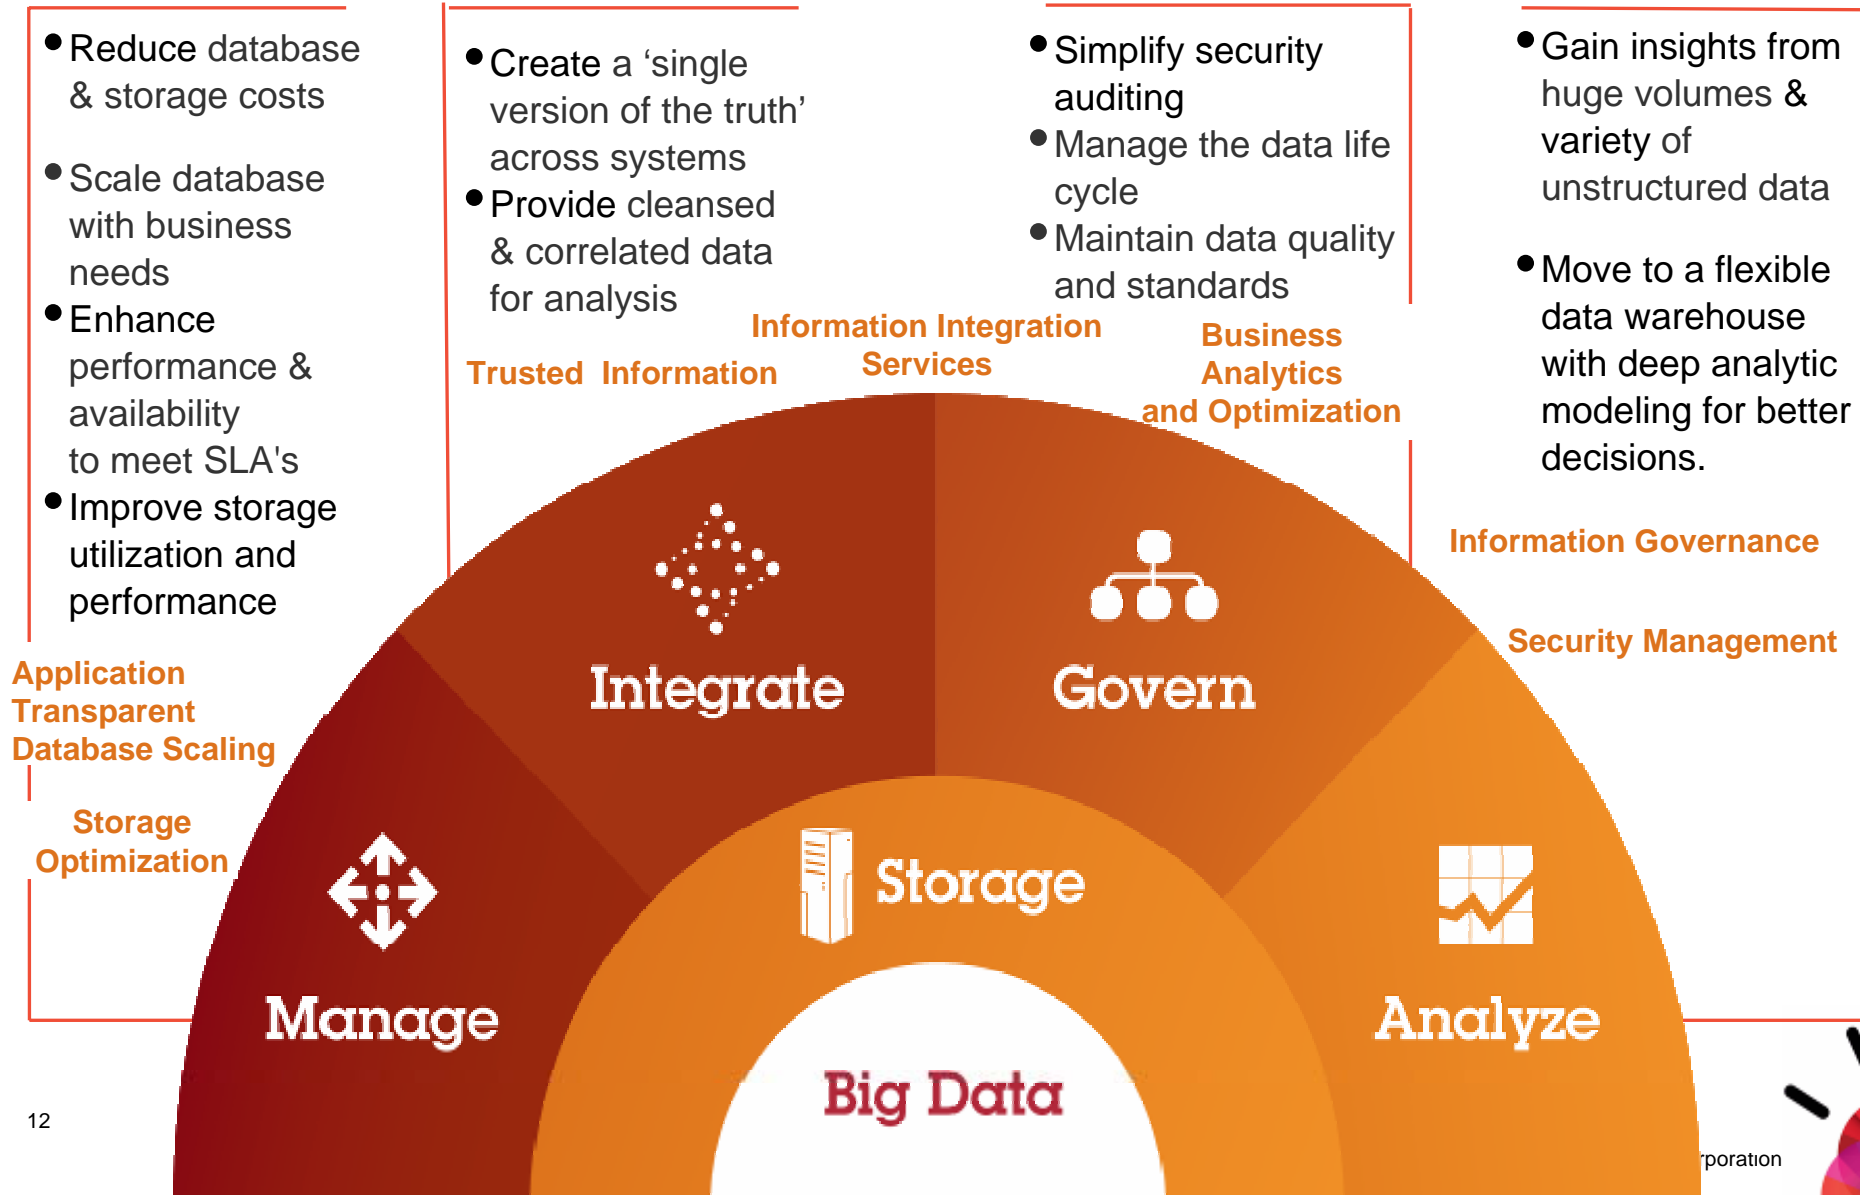 •Reduce database
& storage costs
•Scale database
with business
needs
•Enhance
performance &
availability
to meet SLA's
•Improve storage
utilization and
performance
Application
Transparent
Database Scaling
Storage
Optimization
•Create a ‘single
version of the truth’
across systems
•Provide cleansed
& correlated data
for analysis
Trusted Information
Information Integration
Services
•Simplify security
auditing
•Manage the data life
cycle
•Maintain data quality
and standards
Business
Analytics
and Optimization
•Gain insights from
huge volumes &
variety of
unstructured data
•Move to a flexible
data warehouse
with deep analytic
modeling for better
decisions.
Information Governance
Security Management
Integrate
Govern
Manage
Storage
Analyze
Big Data
12
rporation